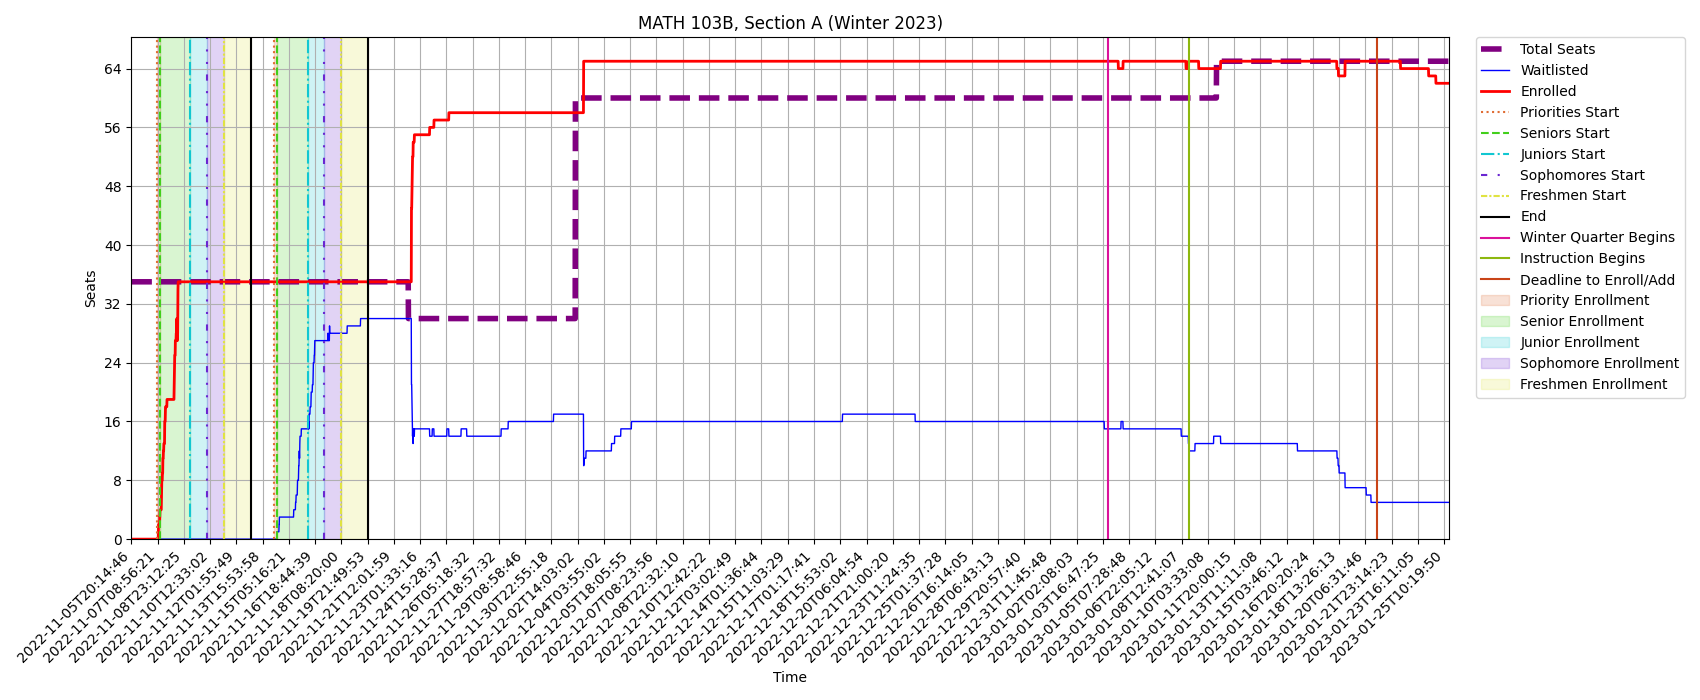 MATH 103B, Section A (Winter 2023)
Seats
64
56
48
40
32
24
16
8
0
2022-11-05T20:14:46
2022-11-07T08:56:21
2022-11-08T23:12:25
2022-11-10T12:33:02
2022-11-12T01:55:49
2022-11-13T15:53:58
2022-11-15T05:16:21
2022-11-16T18:44:39
2022-11-18T08:20:00
2022-11-19T21:49:53
2022-11-21T12:01:59
2022-11-23T01:33:16
2022-11-24T15:28:37
2022-11-26T05:18:32
2022-11-27T18:57:32
2022-11-29T08:58:46
2022-11-30T22:55:18
2022-12-02T14:03:02
2022-12-04T03:55:02
2022-12-05T18:05:55
2022-12-07T08:23:56
2022-12-08T22:32:10
2022-12-10T12:42:22
2022-12-12T03:02:49
2022-12-14T01:36:44
2022-12-15T11:03:29
2022-12-17T01:17:41
2022-12-18T15:53:02
2022-12-20T06:04:54
2022-12-21T21:00:20
2022-12-23T11:24:35
2022-12-25T01:37:28
2022-12-26T16:14:05
2022-12-28T06:43:13
2022-12-29T20:57:40
2022-12-31T11:45:48
2023-01-02T02:08:03
2023-01-03T16:47:25
2023-01-05T07:28:48
2023-01-06T22:05:12
2023-01-08T12:41:07
2023-01-10T03:33:08
2023-01-11T20:00:15
2023-01-13T11:11:08
2023-01-15T03:46:12
2023-01-16T20:20:24
2023-01-18T13:26:13
2023-01-20T06:31:46
2023-01-21T23:14:23
2023-01-23T16:11:05
2023-01-25T10:19:50
Time
Total Seats
Waitlisted
Enrolled
Priorities Start
Seniors Start
Juniors Start
Sophomores Start
Freshmen Start
End
Winter Quarter Begins
Instruction Begins
Deadline to Enroll/Add
Priority Enrollment
Senior Enrollment
Junior Enrollment
Sophomore Enrollment
Freshmen Enrollment